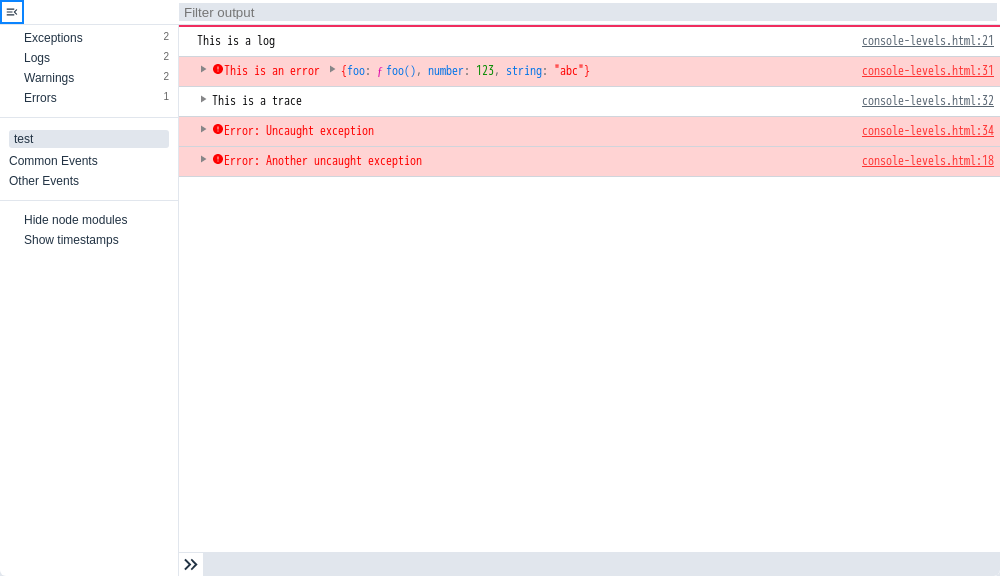 Filter output
Exceptions 2
Logs 2
Warnings 2
Errors 1
test
Common Events
Other Events
Hide node modules
Show timestamps
This is a log console-levels.html:21
This is an error {foo: ƒ foo(), number: 123, string: "abc"} console-levels.html:31
This is a trace console-levels.html:32
Error: Uncaught exception console-levels.html:34
Error: Another uncaught exception console-levels.html:18